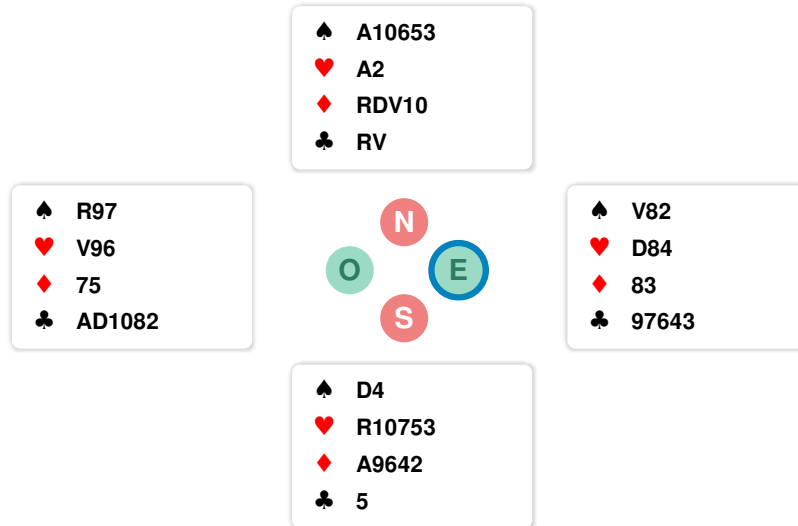 ♠ A10653
♥ A2
♦ RDV10
♣ RV
♠ R97
♥ V96
♦ 75
♣ AD1082
N
O
E
S
♠ V82
♥ D84
♦ 83
♣ 97643
♠ D4
♥ R10753
♦ A9642
♣ 5